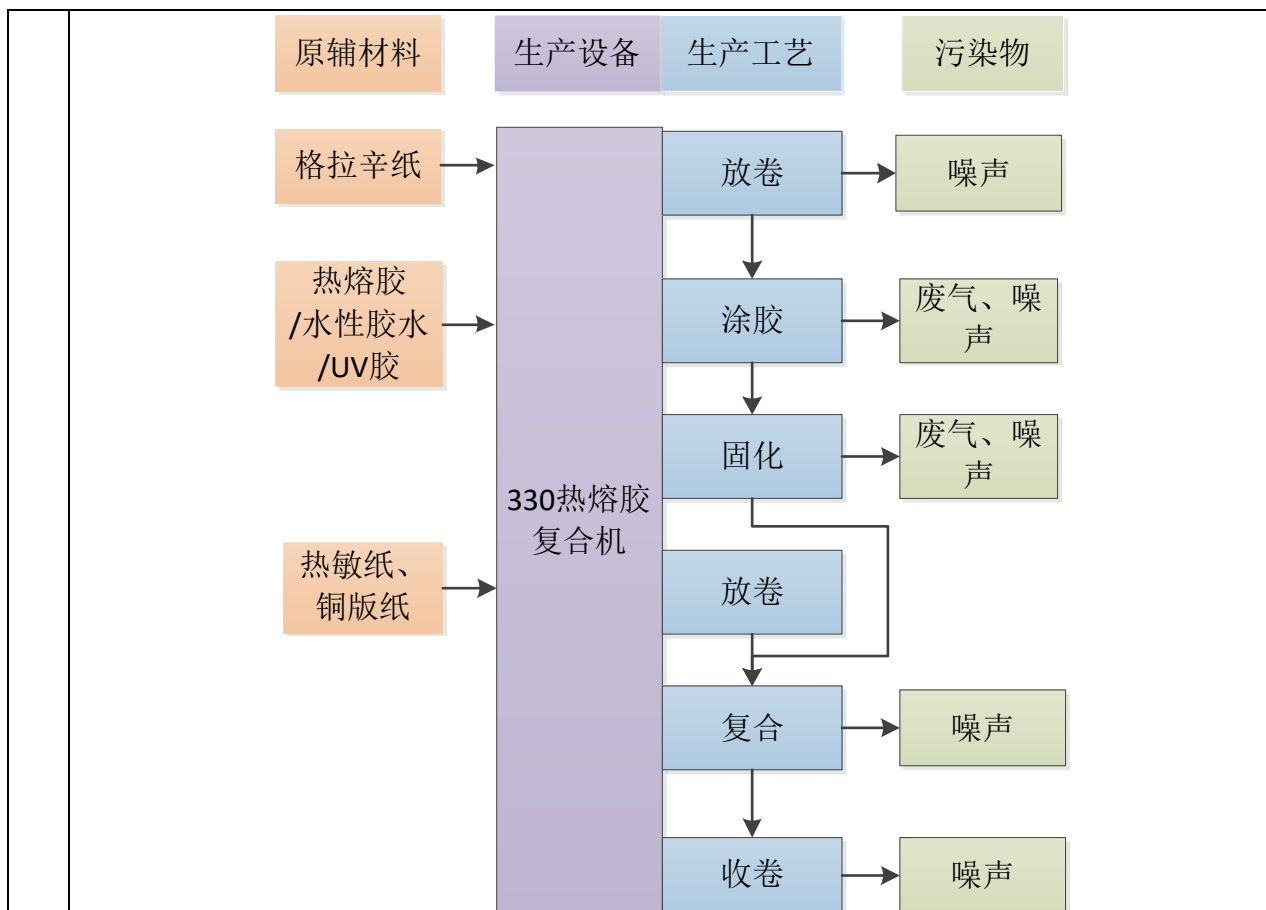 原辅材料
生产设备
生产工艺
污染物
格拉辛纸
放卷
噪声
热熔胶
/水性胶水
/UV胶
涂胶
废气、噪
声
固化
废气、噪
声
330热熔胶
复合机
热敏纸、
铜版纸
放卷
复合
噪声
收卷
噪声